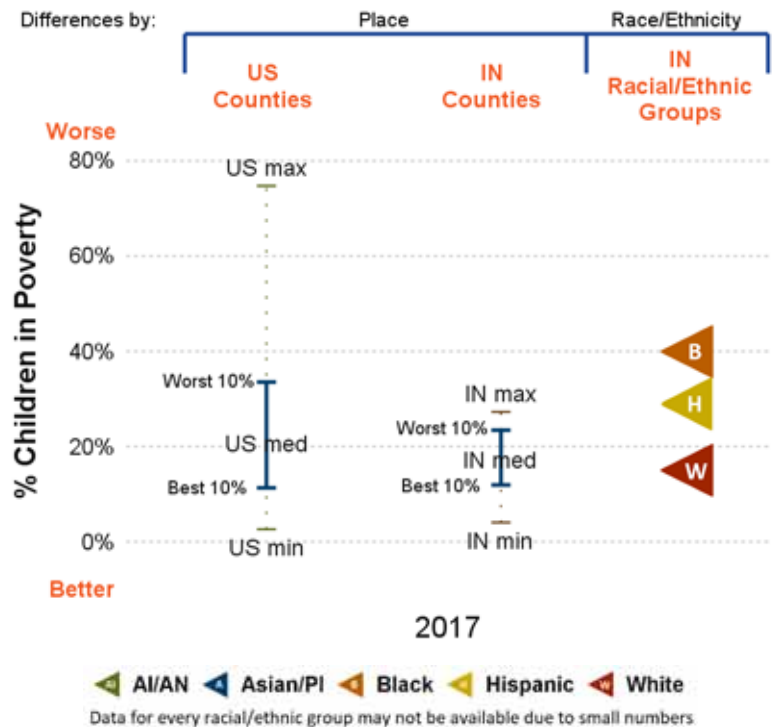 Differences by: Place Race/Ethnicity
US Counties
IN Counties
IN Racial/Ethnic Groups
Worse
% Children in Poverty
80%
US max
60%
40%
B
Worst 10%
IN max
H
Worst 10%
20%
US med
IN med
W
Best 10%
Best 10%
0%
US min
IN min
Better
2017
AI/AN A Asian/PI B Black H Hispanic W White
Data for every racial/ethnic group may not be available due to small numbers